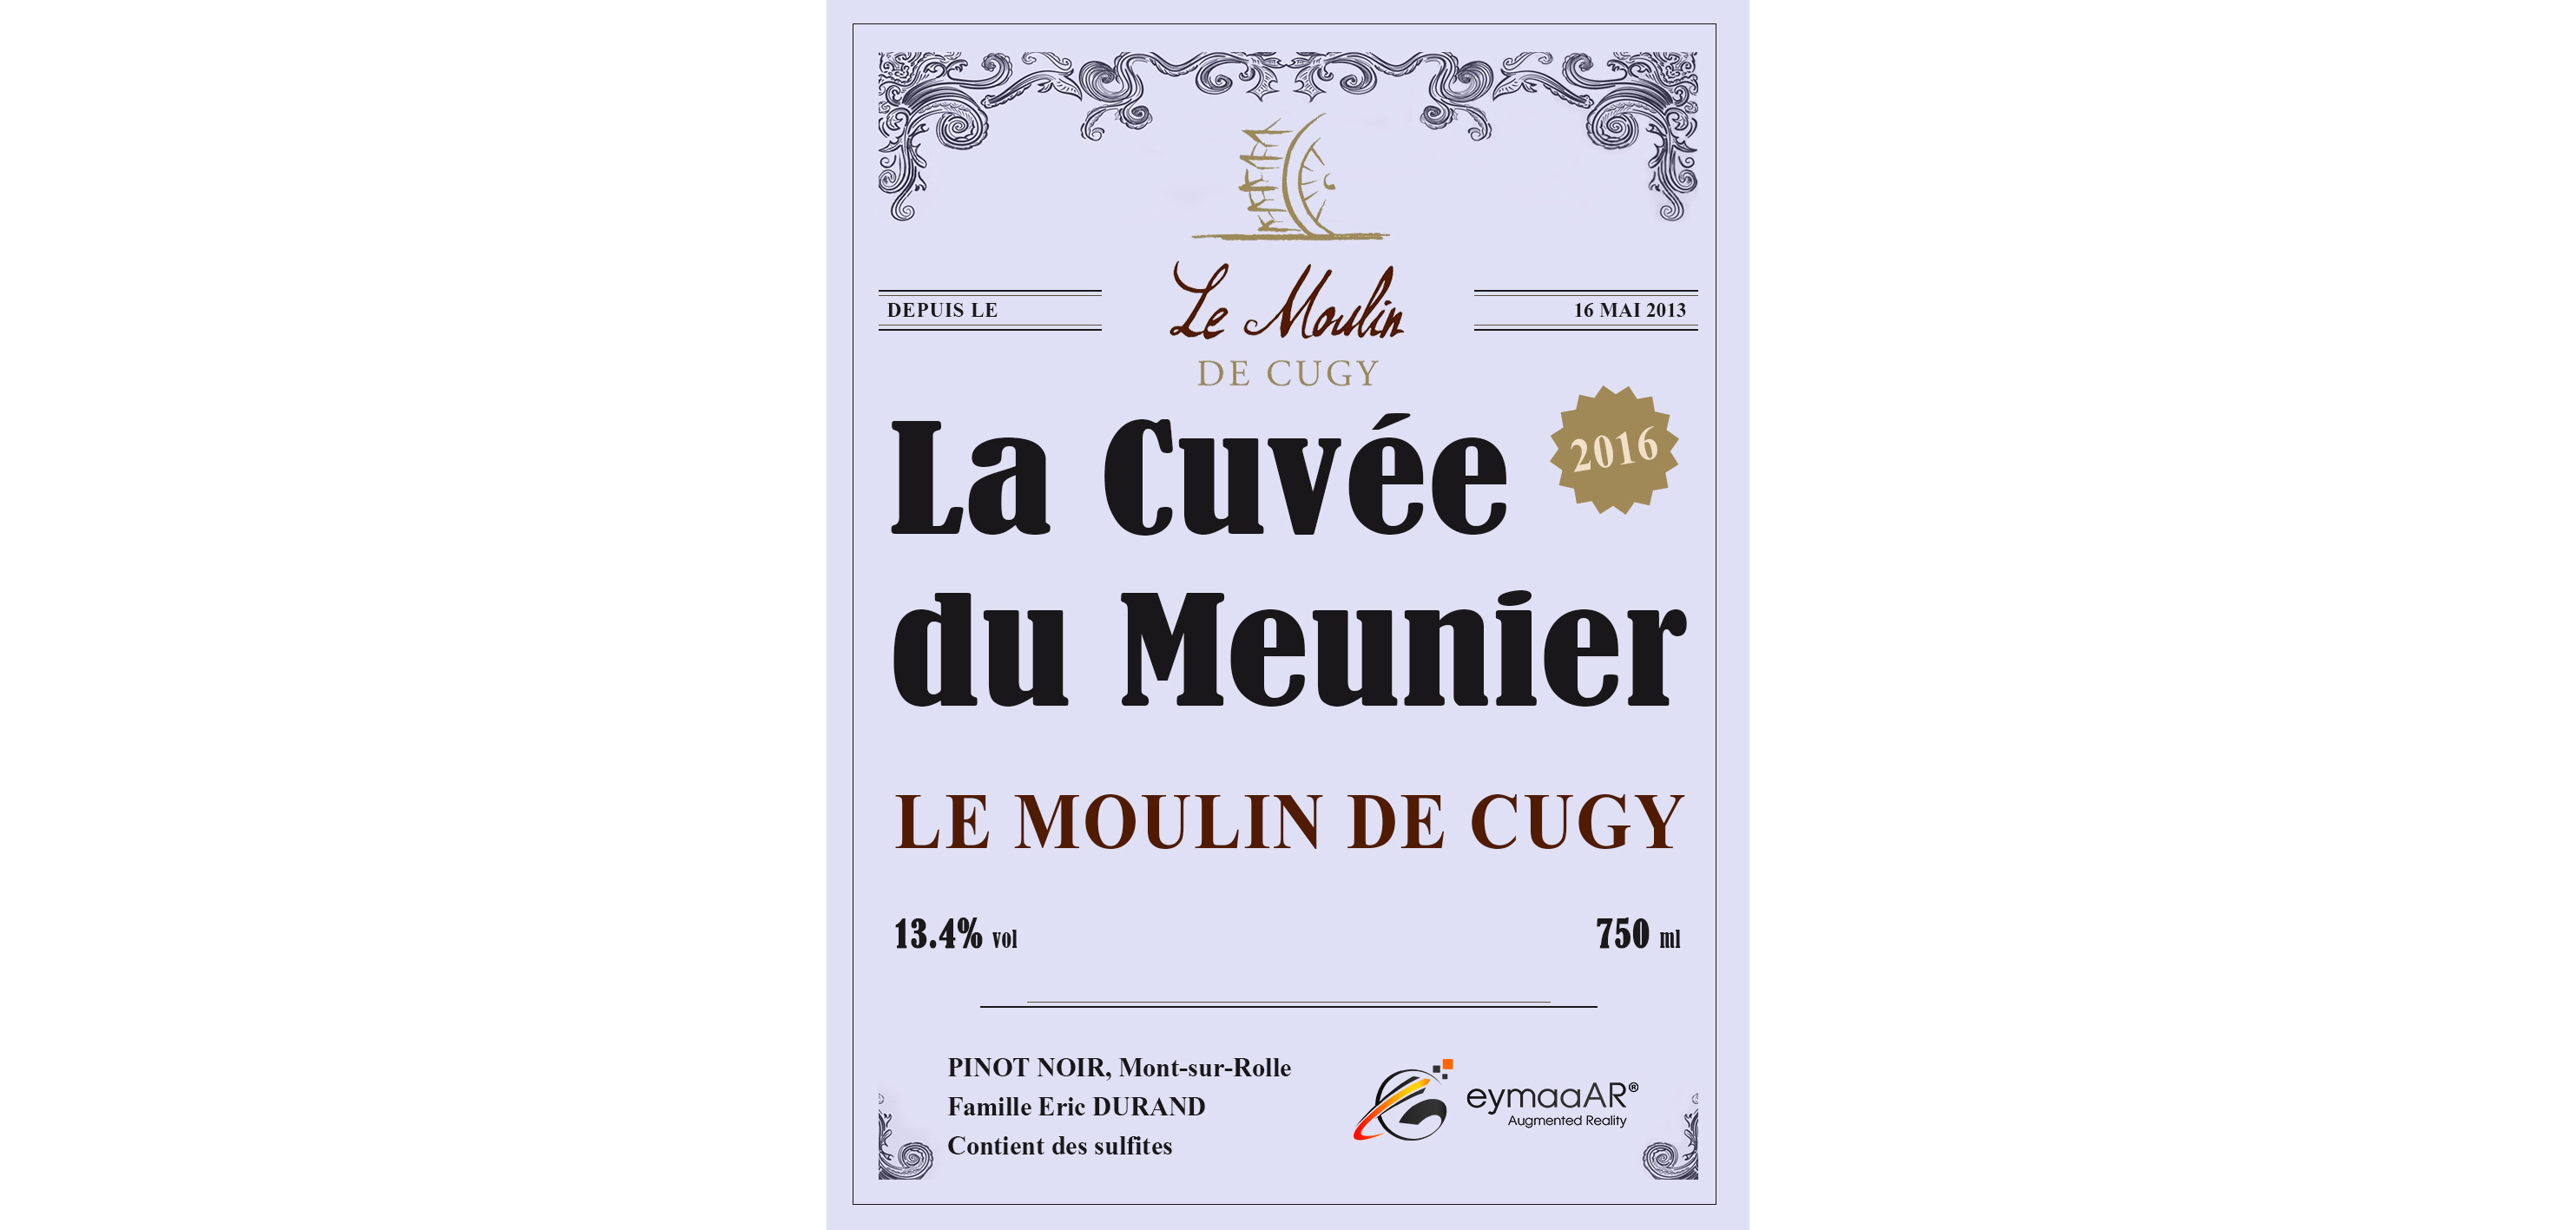 Le Moulin
DEPUIS LE
16 MAI 2013
DE CUGY
La Cuvée
2016
du Meunier
LE MOULIN DE CUGY
13.4% vol
750 ml
PINOT NOIR, Mont-sur-Rolle
Famille Eric DURAND
Contient des sulfites
eymaaAR®
Augmented Reality